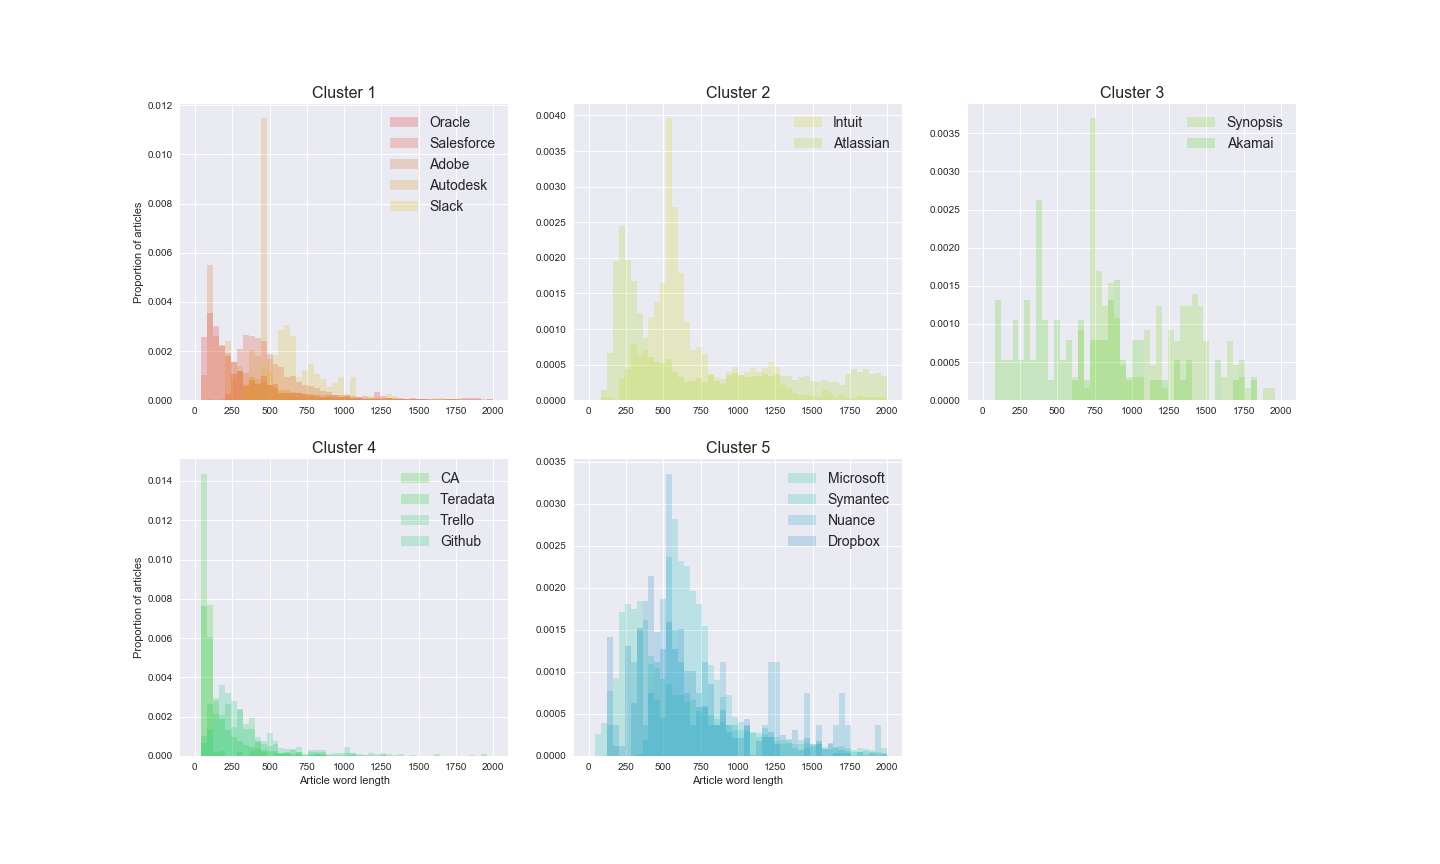 Cluster 1
Proportion of articles
0.012
0.010
0.008
0.006
0.004
0.002
0.000
0 250 500 750 1000 1250 1500 1750 2000
Oracle
Salesforce
Adobe
Autodesk
Slack
Cluster 2
0.0040
0.0035
0.0030
0.0025
0.0020
0.0015
0.0010
0.0005
0.0000
0 250 500 750 1000 1250 1500 1750 2000
Intuit
Atlassian
Cluster 3
0.0035
0.0030
0.0025
0.0020
0.0015
0.0010
0.0005
0.0000
0 250 500 750 1000 1250 1500 1750 2000
Synopsis
Akamai
Cluster 4
Proportion of articles
0.014
0.012
0.010
0.008
0.006
0.004
0.002
0.000
0 250 500 750 1000 1250 1500 1750 2000
Article word length
CA
Teradata
Trello
Github
Cluster 5
0.0035
0.0030
0.0025
0.0020
0.0015
0.0010
0.0005
0.0000
0 250 500 750 1000 1250 1500 1750 2000
Article word length
Microsoft
Symantec
Nuance
Dropbox